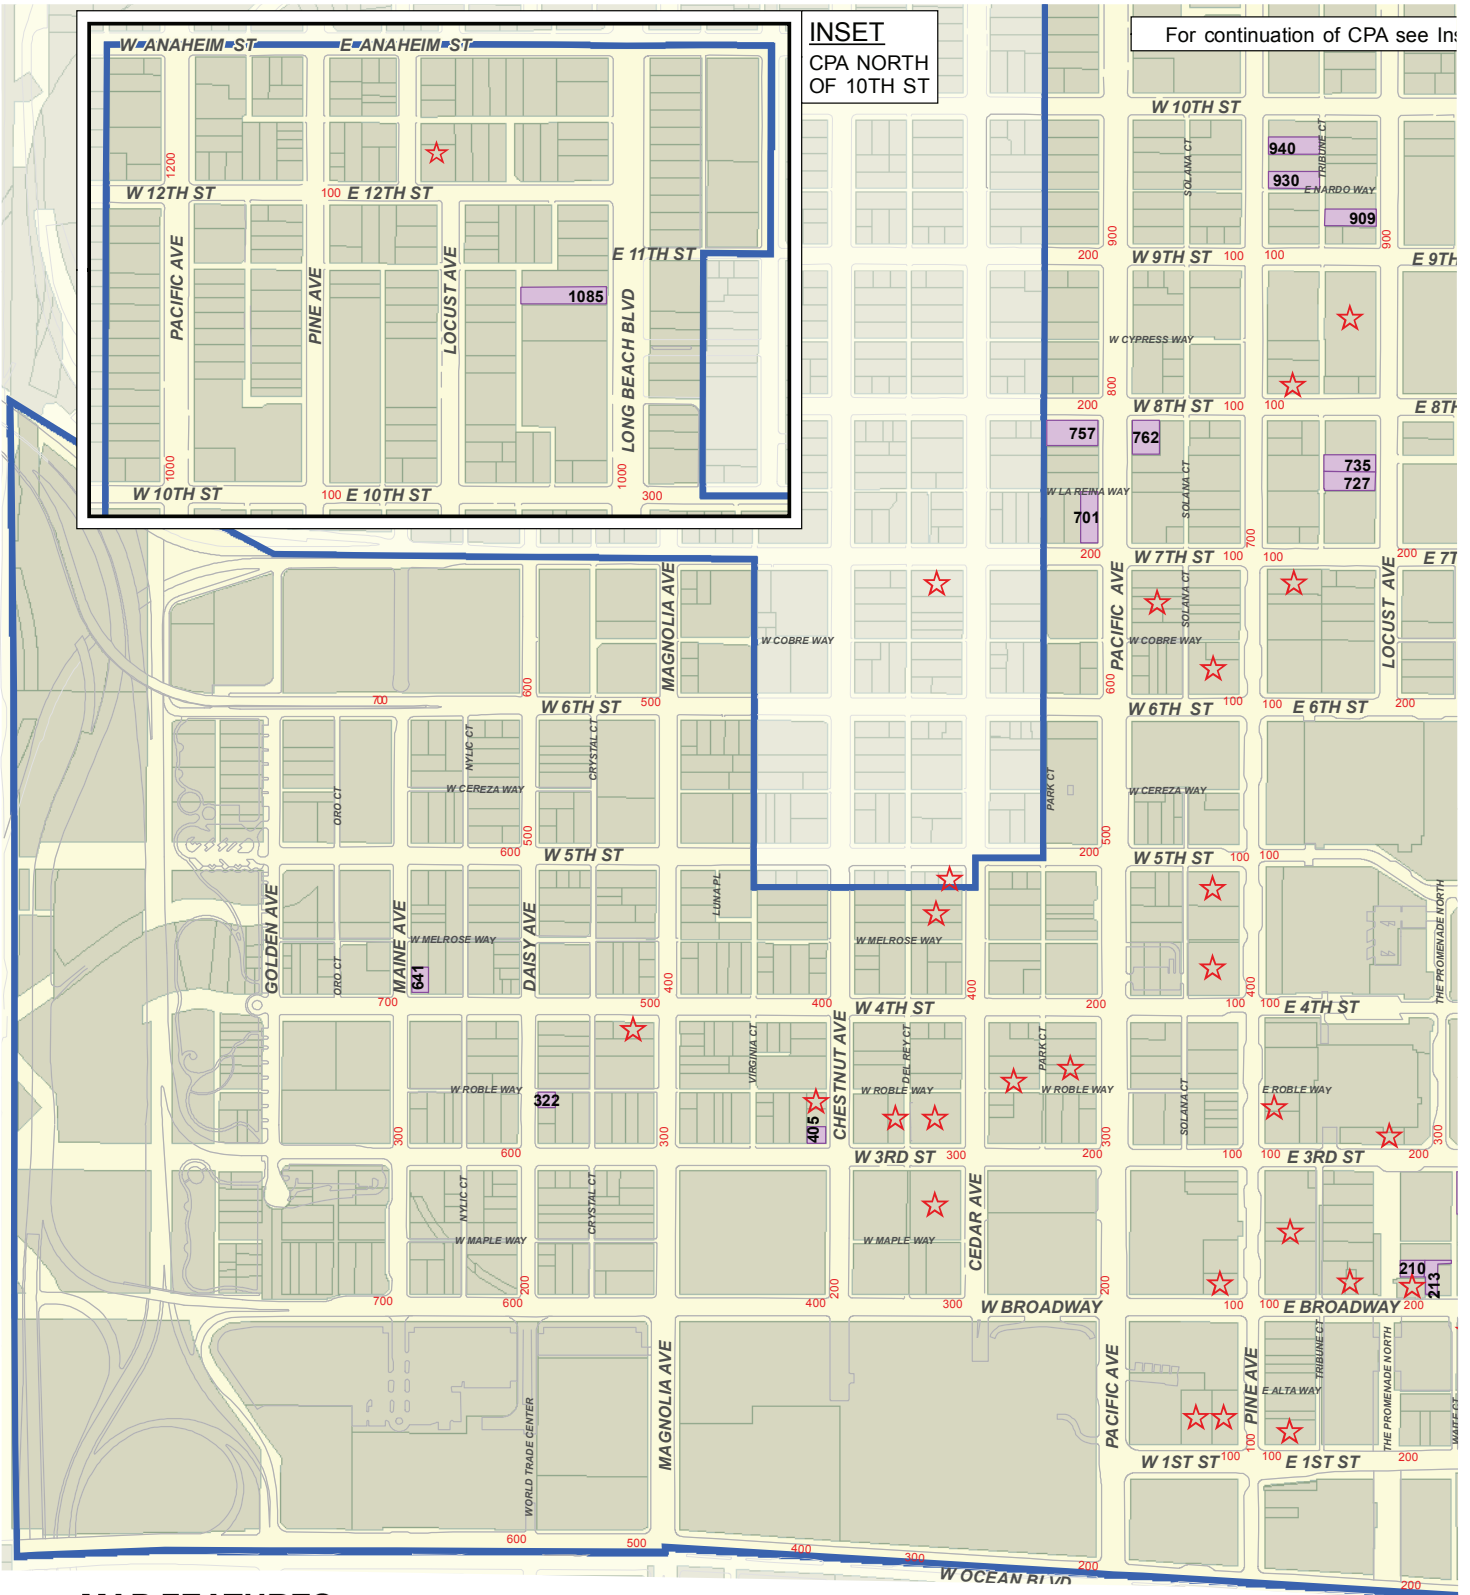 INSET
CPA NORTH
OF 10TH ST
For continuation of CPA see Ins
W ANAHEIM ST
E ANAHEIM ST
1200
W 12TH ST
100
E 12TH ST
PACIFIC AVE
PINE AVE
LOCUST AVE
E 11TH ST
1085
LONG BEACH BLVD
1000
W 10TH ST
100
E 10TH ST
1000
300
W 10TH ST
SOLANA CT
940
TRIBUNE CT
930
E NARDO WAY
909
900
900
200
W 9TH ST
100
100
E 9TH
W CYPRESS WAY
800
200
W 8TH ST
100
100
E 8TH
757
762
735
727
SOLANA CT
W LA REINA WAY
701
700
200
W 7TH ST
100
100
200
E 7T
MAGNOLIA AVE
PACIFIC AVE
SOLANA CT
LOCUST AVE
W COBRE WAY
W COBRE WAY
600
600
700
W 6TH ST
500
W 6TH ST
100
100
E 6TH ST
200
NYLIC CT
CRYSTAL CT
ORO CT
W CEREZA WAY
PARK CT
W CEREZA WAY
500
500
600
W 5TH ST
200
W 5TH ST
100
100
GOLDEN AVE
MAINE AVE
DAISY AVE
LUNA PL
THE PROMENADE NORTH
ORO CT
W MELROSE WAY
W MELROSE WAY
641
400
400
400
700
500
400
W 4TH ST
200
100
100
E 4TH ST
VIRGINIA CT
CHESTNUT AVE
DEL REY CT
PARK CT
SOLANA CT
W ROBLE WAY
W ROBLE WAY
W ROBLE WAY
E ROBLE WAY
322
405
300
300
300
300
600
W 3RD ST
300
200
100
100
E 3RD ST
200
NYLIC CT
CRYSTAL CT
CEDAR AVE
W MAPLE WAY
W MAPLE WAY
210
213
200
200
200
700
600
400
300
W BROADWAY
100
100
E BROADWAY
200
MAGNOLIA AVE
PACIFIC AVE
PINE AVE
TRIBUNE CT
THE PROMENADE NORTH
E ALTA WAY
WAITE CT
WORLD TRADE CENTER
100
W 1ST ST
100
100
E 1ST ST
200
600
500
400
300
200
W OCEAN BLVD
200
MAP FEATURES